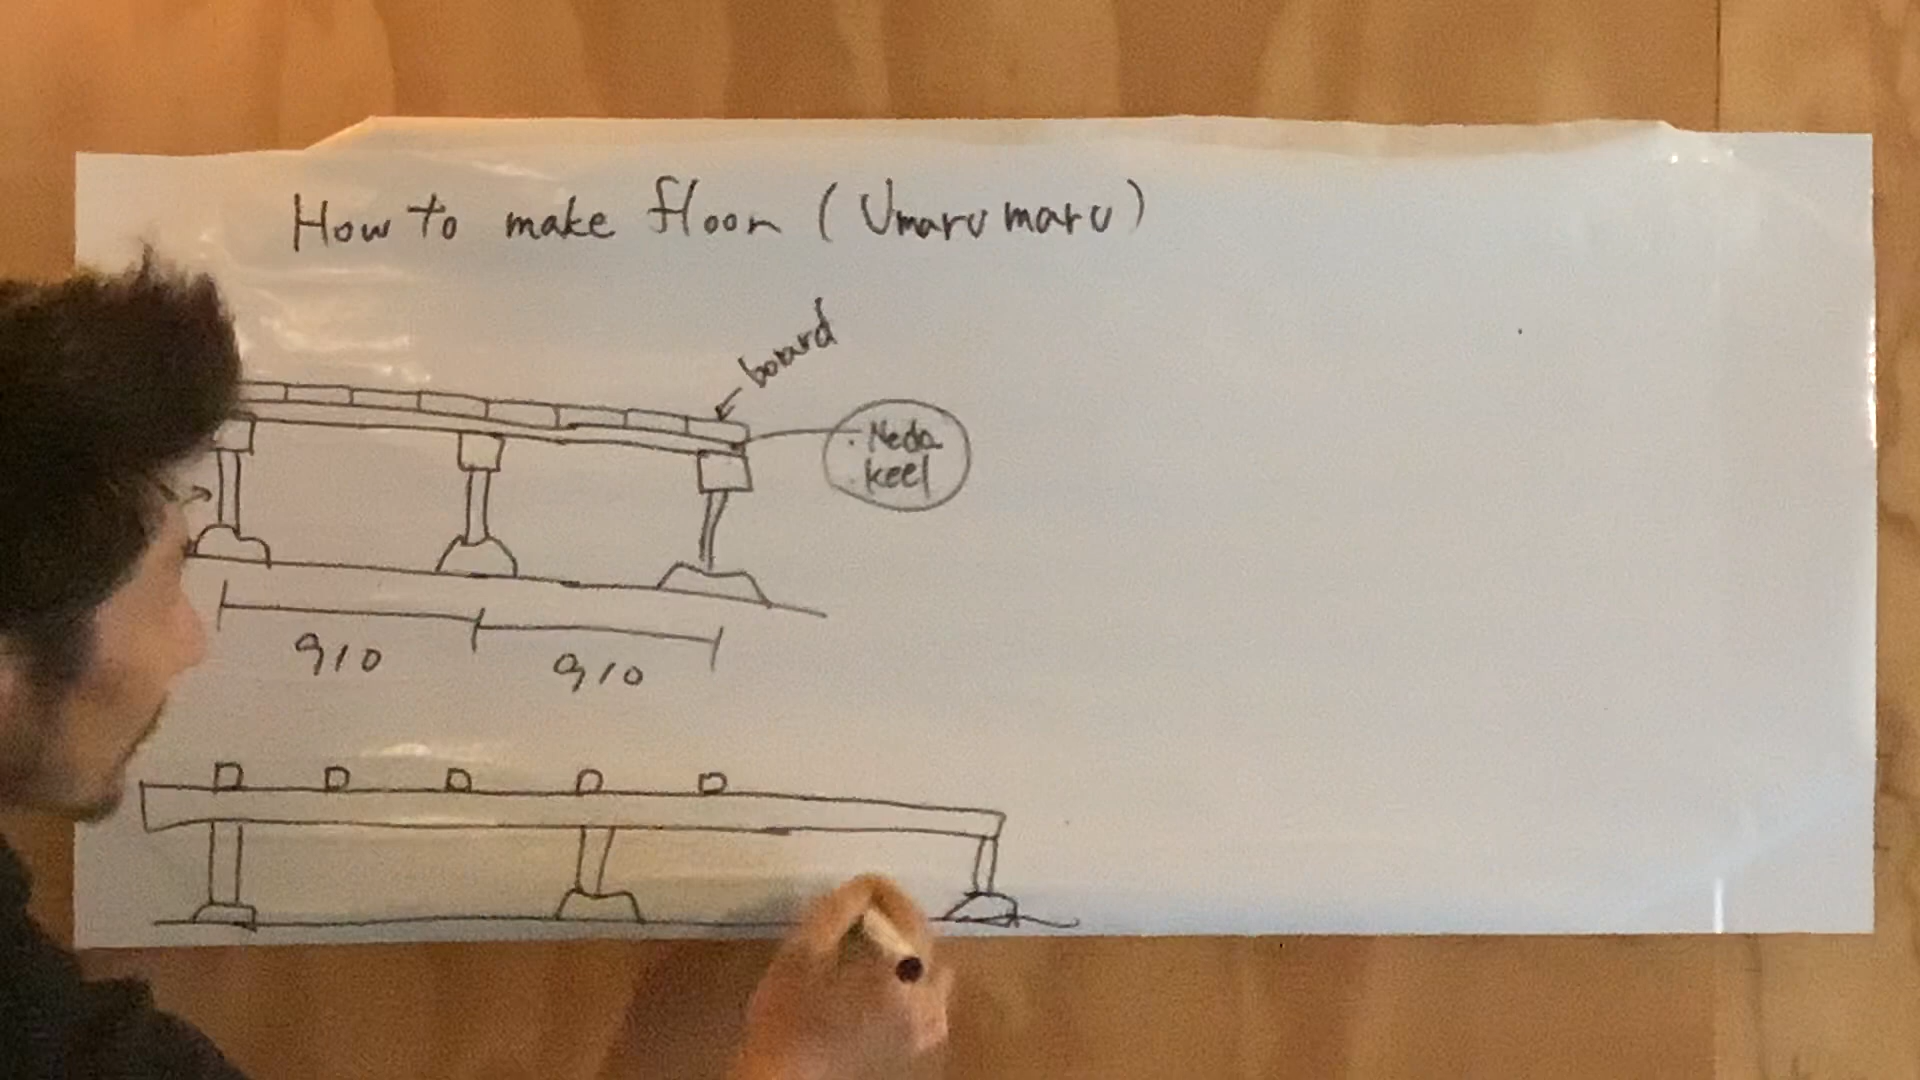 How to make floor (Umarumaru)
board
・Neda
・keel
910
910